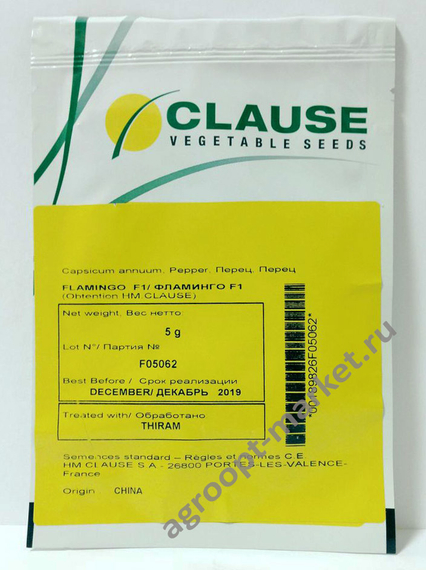 CLAUSE
VEGETABLE SEEDS
Capsicum annuum, Pepper, Перец, Перец
FLAMINGO F1/ ФЛАМИНГО F1
(Obtention HM.CLAUSE)
Net weight, Вес нетто:
5 g
Lot N°/ Партия №
F05062
Best Before / Срок реализации
DECEMBER/ ДЕКАБРЬ 2019
Treated with/ Обработано
THIRAM
Semences standard – Règles et normes C.E.
HM.CLAUSE S.A - 26800 PORTES-LES-VALENCE-
France
Origin CHINA
agroopt-market.ru